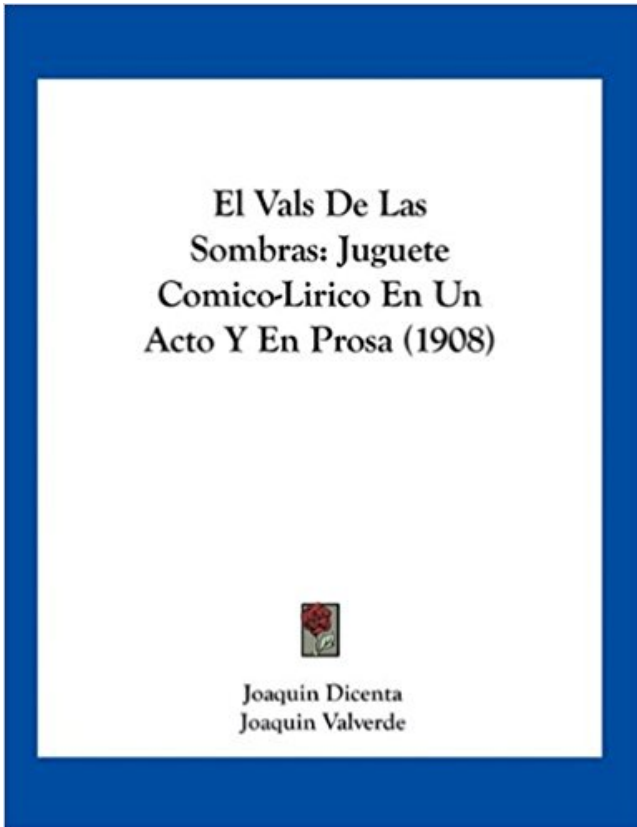 El Vals De Las
Sombras: Juguete
Comico-Lirico En Un
Acto Y En Prosa (1908)
Joaquin Dicenta
Joaquin Valverde